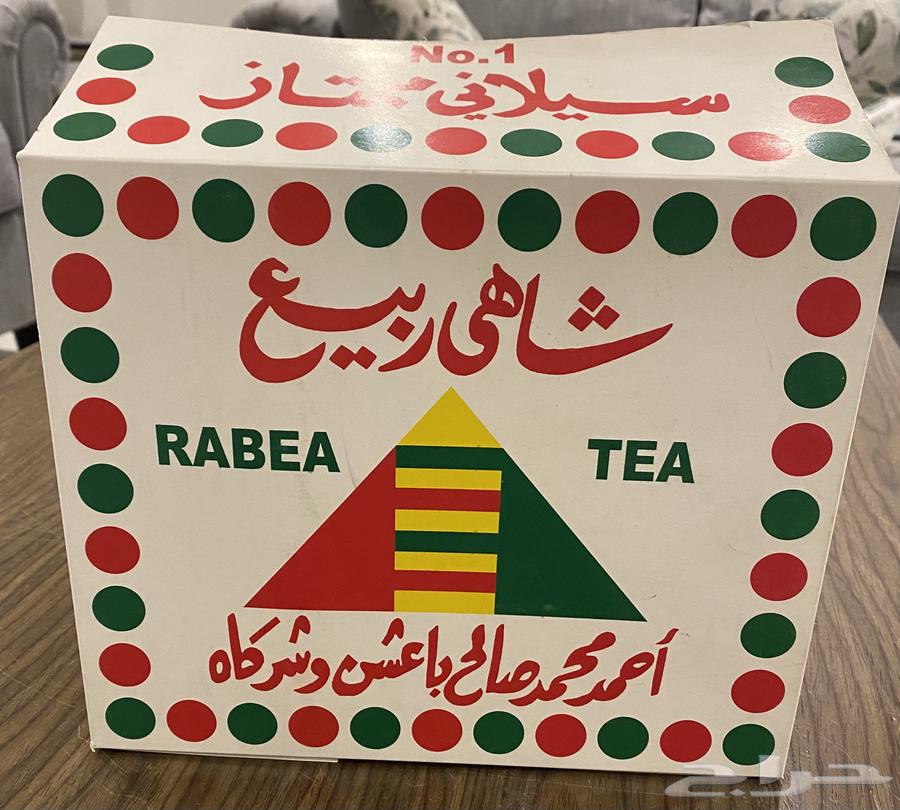 No.1
سيلاني ممتاز
شاهي ربيع
RABEA TEA
أحمد محمد صالح باعشن وشركاه
حراج